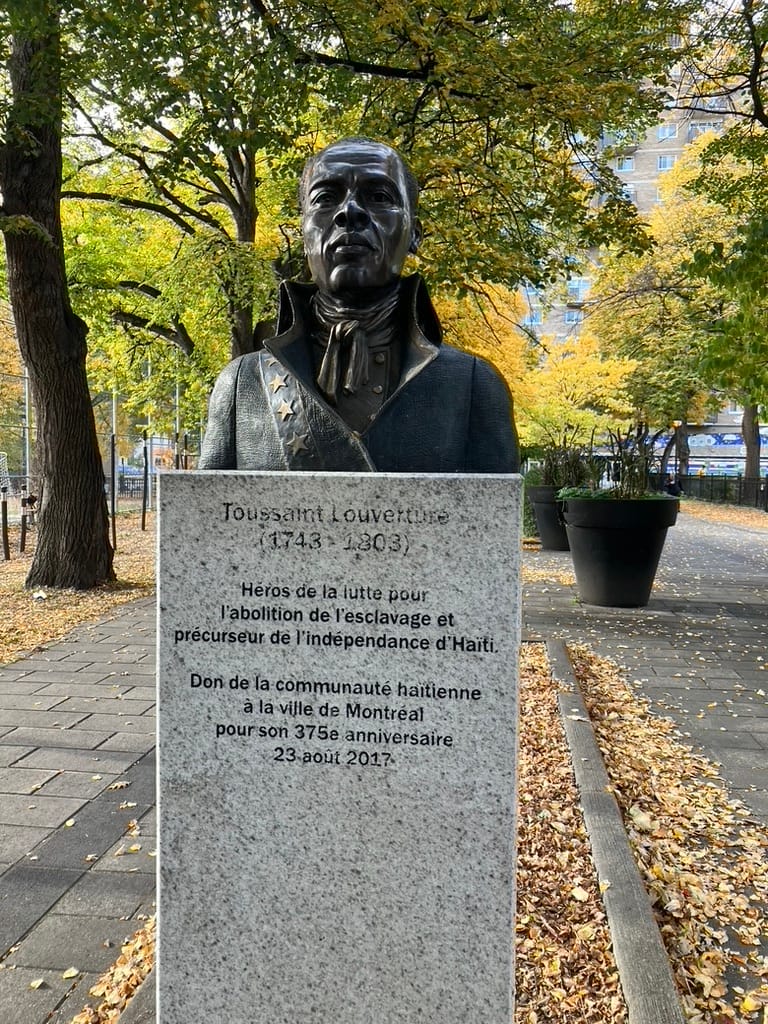 Toussaint Louverture
(1743 - 1803)
Héros de la lutte pour
l'abolition de l'esclavage et
précurseur de l'indépendance d'Haïti.
Don de la communauté haïtienne
à la ville de Montréal
pour son 375e anniversaire
23 août 2017